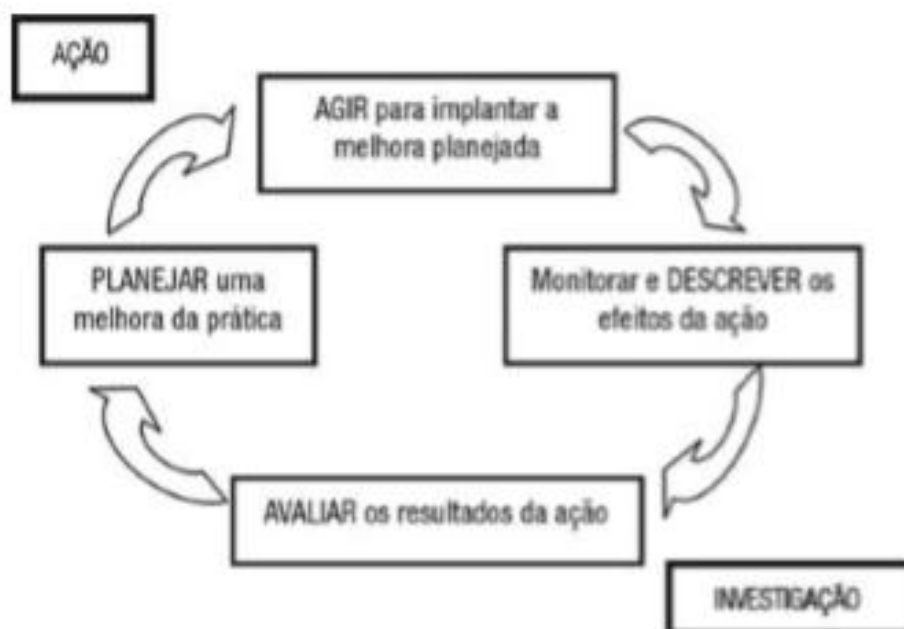 AÇÃO
AGIR para implantar a
melhora planejada
PLANEJAR uma
melhora da prática
Monitorar e DESCREVER os
efeitos da ação
AVALIAR os resultados da ação
INVESTIGAÇÃO